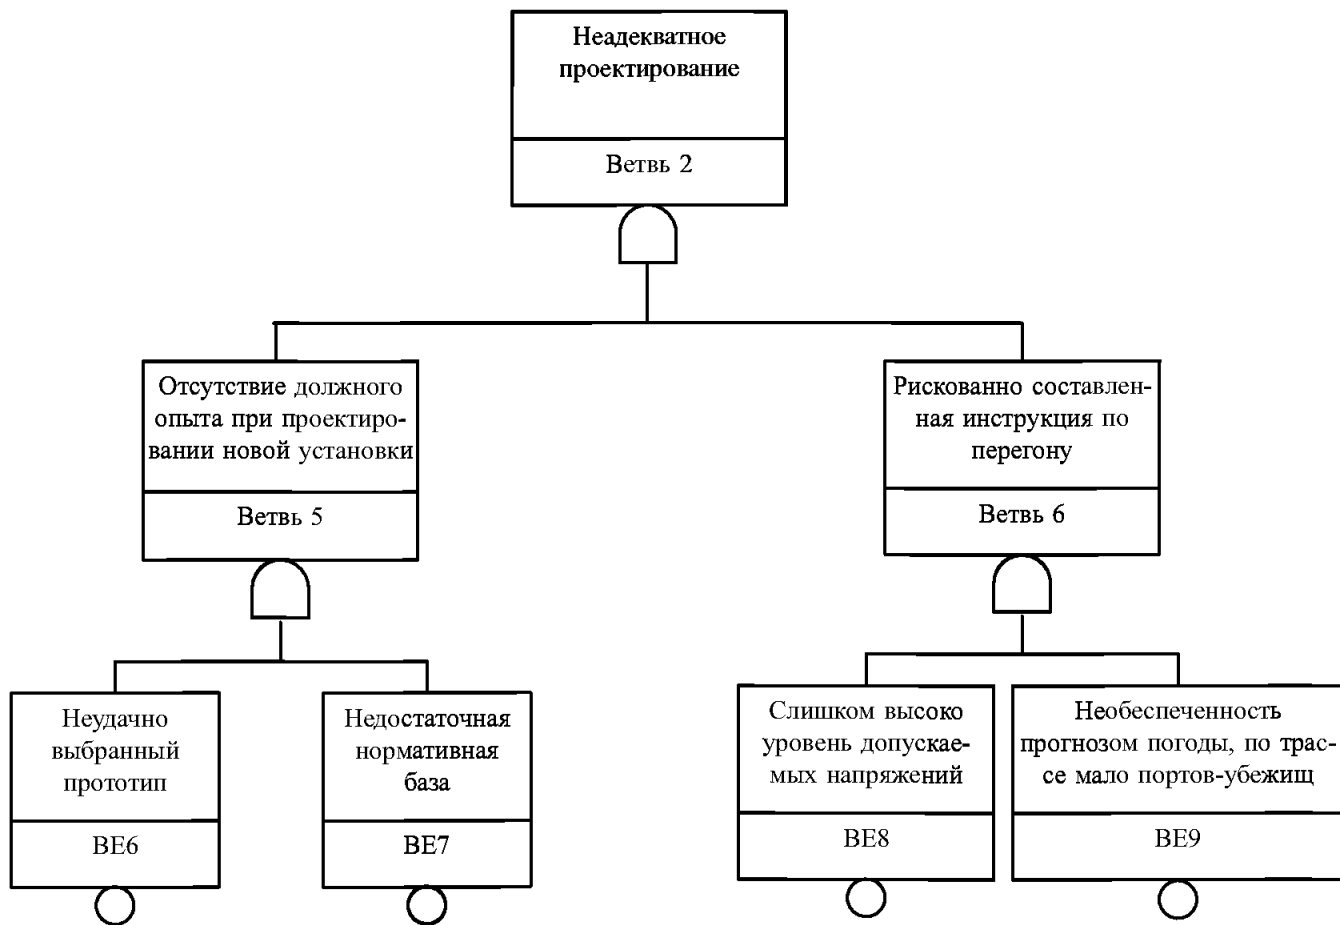 Неадекватное
проектирование
Ветвь 2
Отсутствие должного
опыта при проектиро-
вании новой установки
Ветвь 5
Рискованно составлен-
ная инструкция по
перегону
Ветвь 6
Неудачно
выбранный
прототип
BE6
Недостаточная
нормативная
база
BE7
Слишком высоко
уровень допускае-
мых напряжений
BE8
Необеспеченность
прогнозом погоды, по трас-
се мало портов-убежищ
BE9